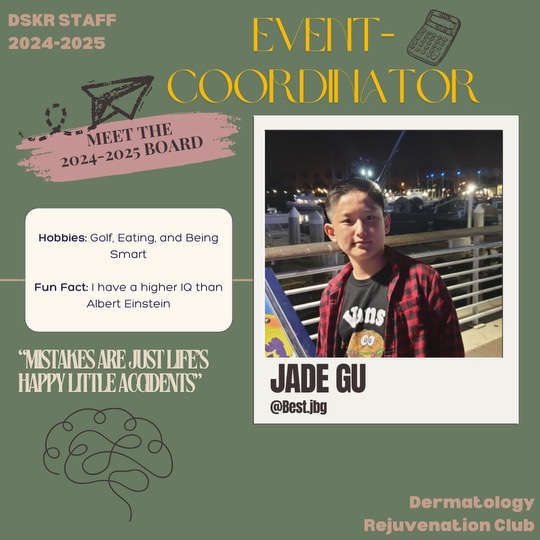 DSKR STAFF
2024-2025
EVENT-
COORDINATOR
MEET THE
2024-2025 BOARD
Hobbies: Golf, Eating, and Being
Smart
Fun Fact: I have a higher IQ than
Albert Einstein
"MISTAKES ARE JUST LIFE'S
HAPPY LITTLE ACCIDENTS"
Vans
JADE GU
@Best.jbg
Dermatology
Rejuvenation Club